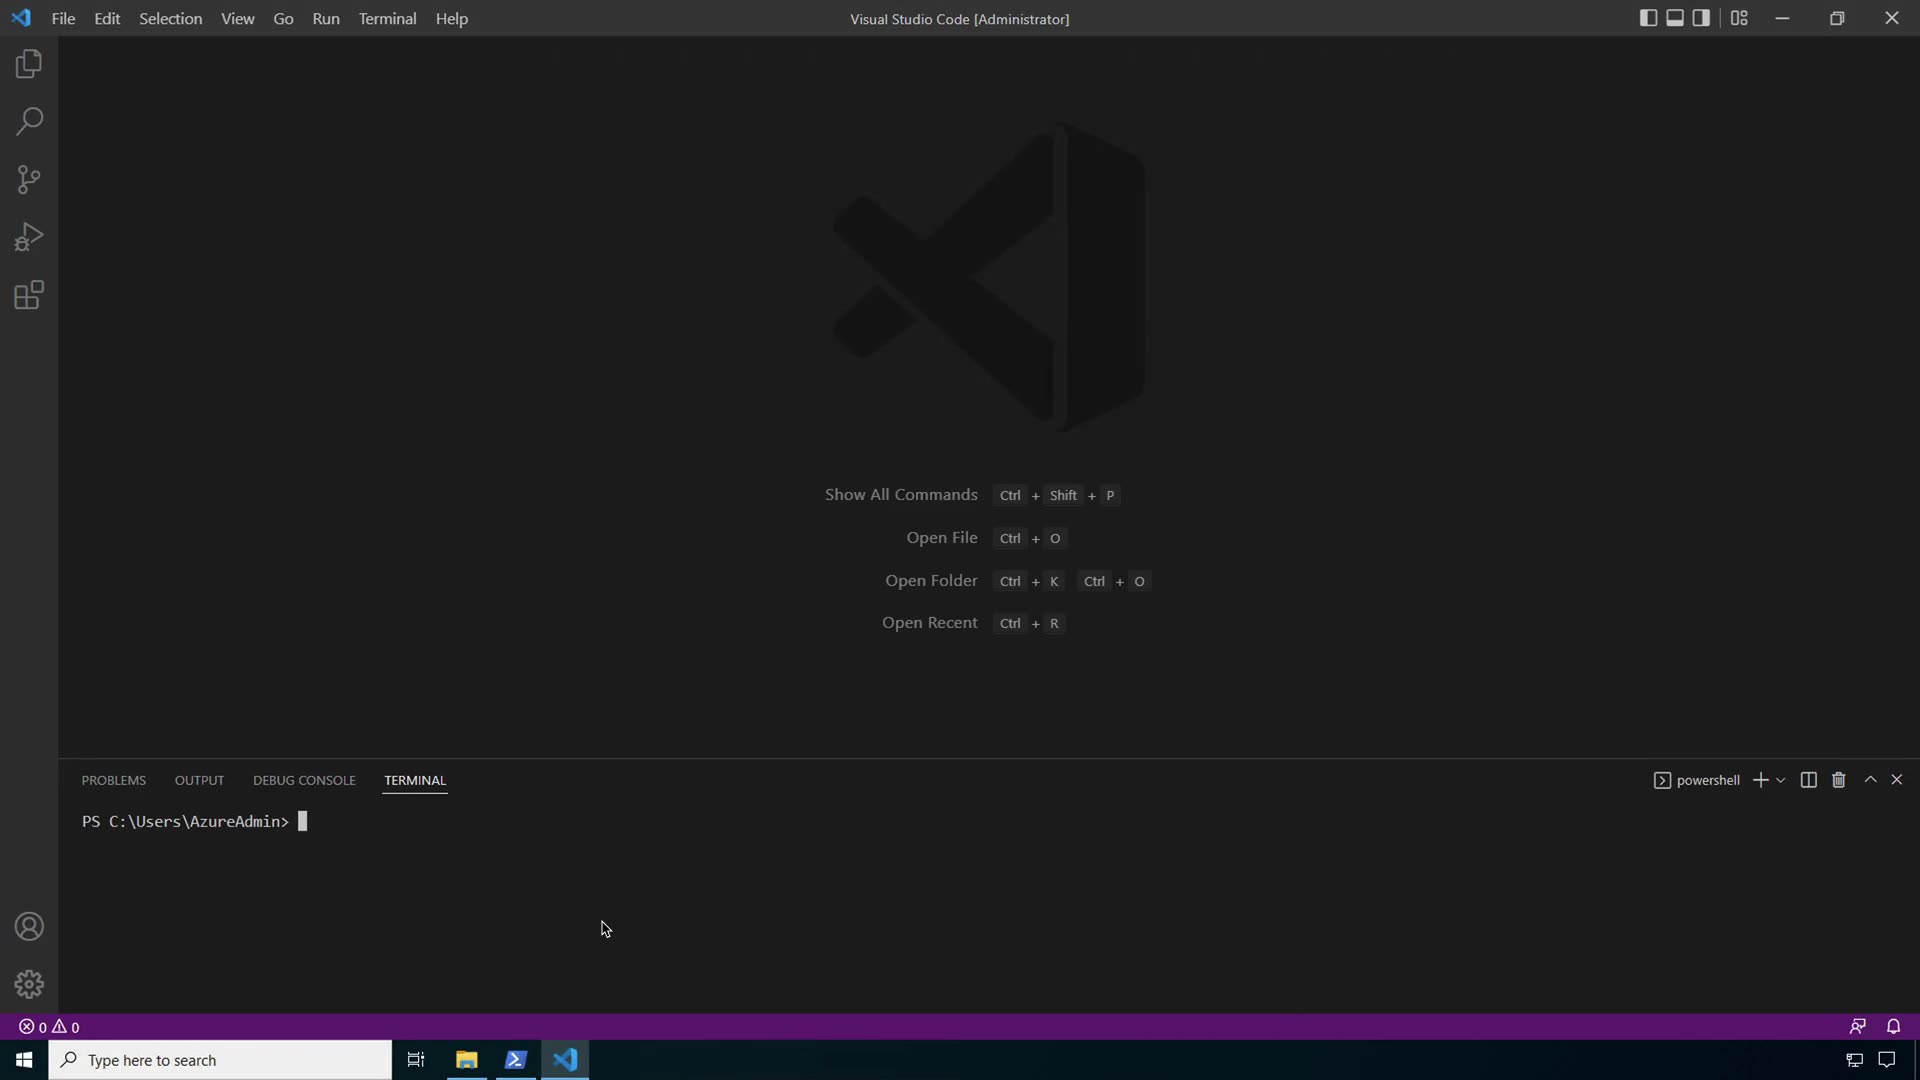 File Edit Selection View Go Run Terminal Help
Visual Studio Code [Administrator]
Show All Commands Ctrl + Shift + P
Open File Ctrl + O
Open Folder Ctrl + K Ctrl + O
Open Recent Ctrl + R
PROBLEMS OUTPUT DEBUG CONSOLE TERMINAL
powershell
PS C:\Users\AzureAdmin>
0 0
Type here to search